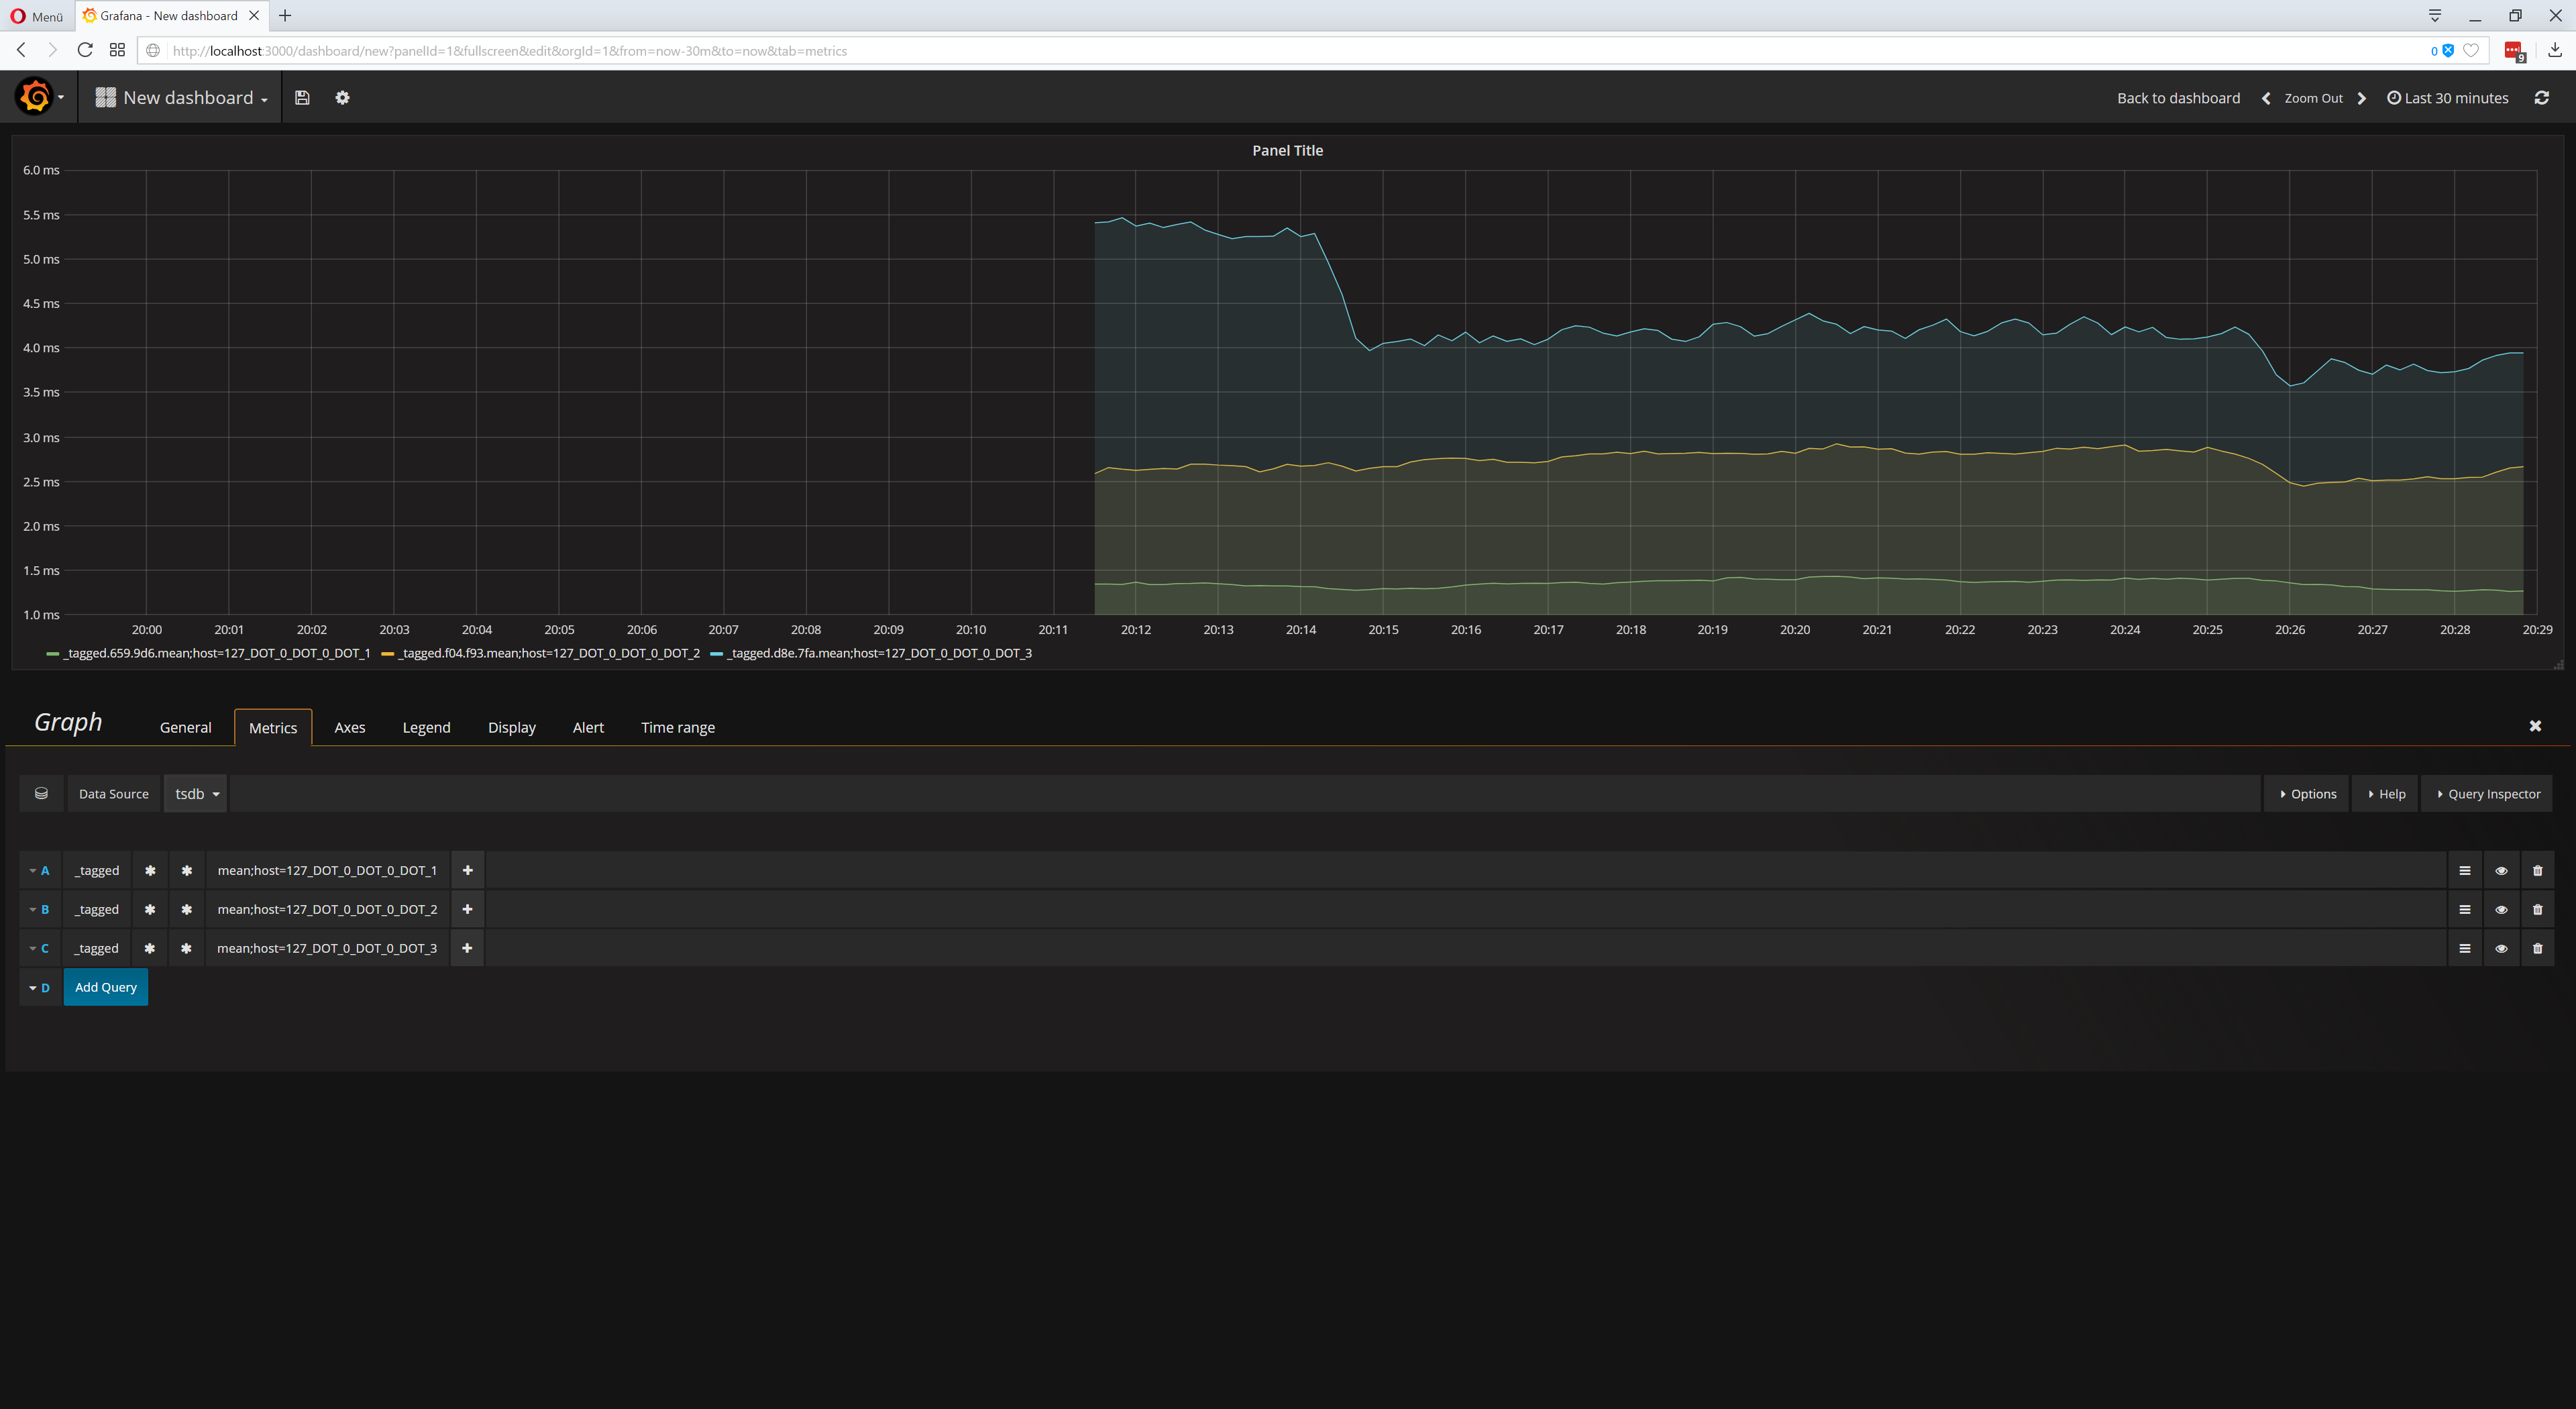 Menü Grafana - New dashboard
http://localhost:3000/dashboard/new?panelId=1&fullscreen&edit&orgId=1&from=now-30m&to=now&tab=metrics 0 9
New dashboard Back to dashboard Zoom Out Last 30 minutes
Panel Title
6.0 ms
5.5 ms
5.0 ms
4.5 ms
4.0 ms
3.5 ms
3.0 ms
2.5 ms
2.0 ms
1.5 ms
1.0 ms
20:00 20:01 20:02 20:03 20:04 20:05 20:06 20:07 20:08 20:09 20:10 20:11 20:12 20:13 20:14 20:15 20:16 20:17 20:18 20:19 20:20 20:21 20:22 20:23 20:24 20:25 20:26 20:27 20:28 20:29
_tagged.659.9d6.mean;host=127_DOT_0_DOT_0_DOT_1 _tagged.f04.f93.mean;host=127_DOT_0_DOT_0_DOT_2 _tagged.d8e.7fa.mean;host=127_DOT_0_DOT_0_DOT_3
Graph General Metrics Axes Legend Display Alert Time range
Data Source tsdb Options Help Query Inspector
A _tagged * * mean;host=127_DOT_0_DOT_0_DOT_1 +
B _tagged * * mean;host=127_DOT_0_DOT_0_DOT_2 +
C _tagged * * mean;host=127_DOT_0_DOT_0_DOT_3 +
D Add Query